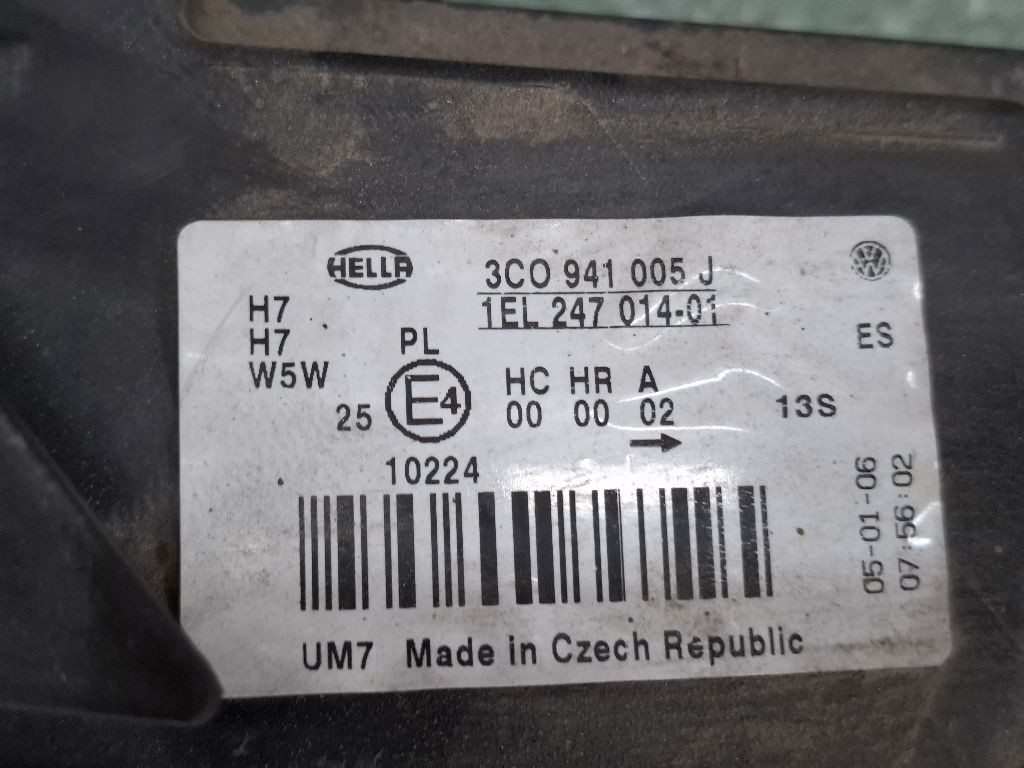 HELLA
3C0 941 005 J
1EL 247 014-01
H7
H7
W5W
PL
ES
HC HR A
25 E4 00 00 02 13S
→
10224
05-01-06
07:56:02
UM7 Made in Czech Republic